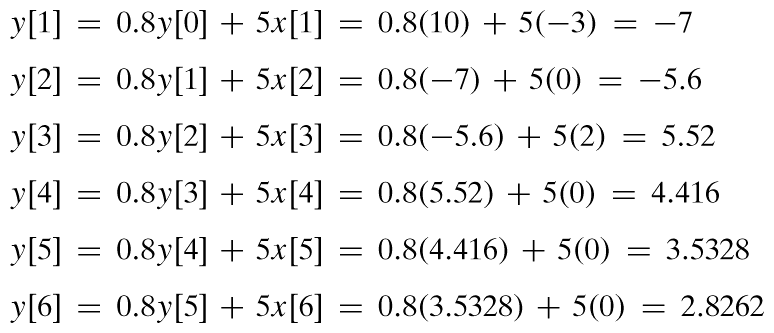 y[1] = 0.8y[0] + 5x[1] = 0.8(10) + 5(−3) = −7
y[2] = 0.8y[1] + 5x[2] = 0.8(−7) + 5(0) = −5.6
y[3] = 0.8y[2] + 5x[3] = 0.8(−5.6) + 5(2) = 5.52
y[4] = 0.8y[3] + 5x[4] = 0.8(5.52) + 5(0) = 4.416
y[5] = 0.8y[4] + 5x[5] = 0.8(4.416) + 5(0) = 3.5328
y[6] = 0.8y[5] + 5x[6] = 0.8(3.5328) + 5(0) = 2.8262